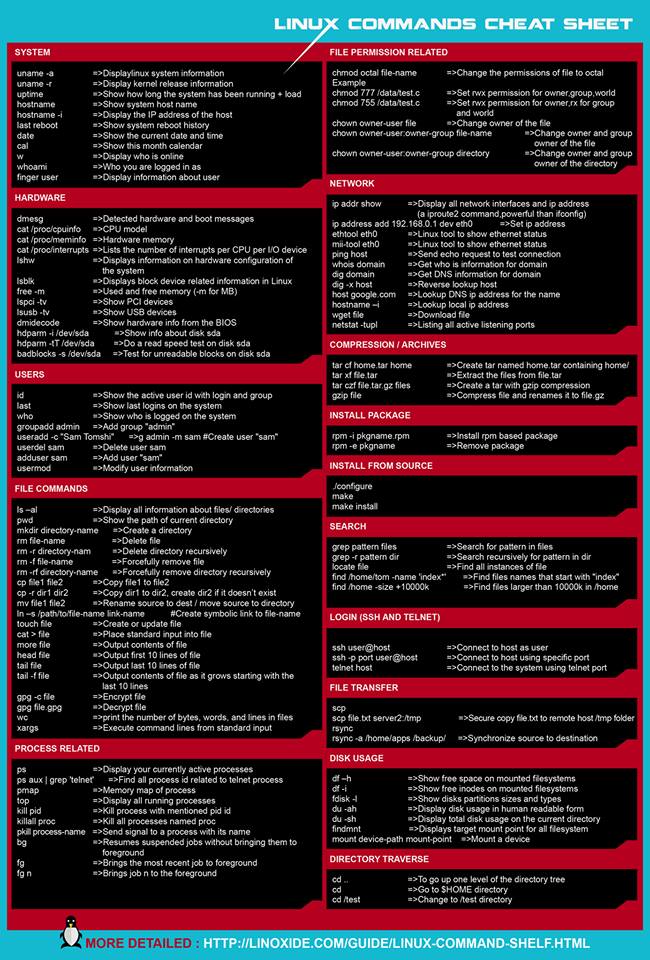 LINUX COMMANDS CHEAT SHEET
SYSTEM
uname -a =>Displaylinux system information
uname -r =>Display kernel release information
uptime =>Show how long the system has been running + load
hostname =>Show system host name
hostname -i =>Display the IP address of the host
last reboot =>Show system reboot history
date =>Show the current date and time
cal =>Show this month calendar
w =>Display who is online
whoami =>Who you are logged in as
finger user =>Display information about user
HARDWARE
dmesg =>Detected hardware and boot messages
cat /proc/cpuinfo =>CPU model
cat /proc/meminfo =>Hardware memory
cat /proc/interrupts =>Lists the number of interrupts per CPU per I/O device
lshw =>Displays information on hardware configuration of
the system
lsblk =>Displays block device related information in Linux
free -m =>Used and free memory (-m for MB)
lspci -tv =>Show PCI devices
lsusb -tv =>Show USB devices
dmidecode =>Show hardware info from the BIOS
hdparm -i /dev/sda =>Show info about disk sda
hdparm -tT /dev/sda =>Do a read speed test on disk sda
badblocks -s /dev/sda =>Test for unreadable blocks on disk sda
USERS
id =>Show the active user id with login and group
last =>Show last logins on the system
who =>Show who is logged on the system
groupadd admin =>Add group "admin"
useradd -c "Sam Tomshi" =>g admin -m sam #Create user "sam"
userdel sam =>Delete user sam
adduser sam =>Add user "sam"
usermod =>Modify user information
FILE COMMANDS
ls –al =>Display all information about files/ directories
pwd =>Show the path of current directory
mkdir directory-name =>Create a directory
rm file-name =>Delete file
rm -r directory-nam =>Delete directory recursively
rm -f file-name =>Forcefully remove file
rm -rf directory-name =>Forcefully remove directory recursively
cp file1 file2 =>Copy file1 to file2
cp -r dir1 dir2 =>Copy dir1 to dir2, create dir2 if it doesn't exist
mv file1 file2 =>Rename source to dest / move source to directory
ln –s /path/to/file-name link-name #Create symbolic link to file-name
touch file =>Create or update file
cat > file =>Place standard input into file
more file =>Output contents of file
head file =>Output first 10 lines of file
tail file =>Output last 10 lines of file
tail -f file =>Output contents of file as it grows starting with the
last 10 lines
gpg -c file =>Encrypt file
gpg file.gpg =>Decrypt file
wc =>print the number of bytes, words, and lines in files
xargs =>Execute command lines from standard input
PROCESS RELATED
ps =>Display your currently active processes
ps aux | grep 'telnet' =>Find all process id related to telnet process
pmap =>Memory map of process
top =>Display all running processes
kill pid =>Kill process with mentioned pid id
killall proc =>Kill all processes named proc
pkill process-name =>Send signal to a process with its name
bg =>Resumes suspended jobs without bringing them to
foreground
fg =>Brings the most recent job to foreground
fg n =>Brings job n to the foreground
FILE PERMISSION RELATED
chmod octal file-name =>Change the permissions of file to octal
Example
chmod 777 /data/test.c =>Set rwx permission for owner,group,world
chmod 755 /data/test.c =>Set rwx permission for owner,rx for group
and world
chown owner-user file =>Change owner of the file
chown owner-user:owner-group file-name =>Change owner and group
owner of the file
chown owner-user:owner-group directory =>Change owner and group
owner of the directory
NETWORK
ip addr show =>Display all network interfaces and ip address
(a iproute2 command,powerful than ifconfig)
ip address add 192.168.0.1 dev eth0 =>Set ip address
ethtool eth0 =>Linux tool to show ethernet status
mii-tool eth0 =>Linux tool to show ethernet status
ping host =>Send echo request to test connection
whois domain =>Get who is information for domain
dig domain =>Get DNS information for domain
dig -x host =>Reverse lookup host
host google.com =>Lookup DNS ip address for the name
hostname –i =>Lookup local ip address
wget file =>Download file
netstat -tupl =>Listing all active listening ports
COMPRESSION / ARCHIVES
tar cf home.tar home =>Create tar named home.tar containing home/
tar xf file.tar =>Extract the files from file.tar
tar czf file.tar.gz files =>Create a tar with gzip compression
gzip file =>Compress file and renames it to file.gz
INSTALL PACKAGE
rpm -i pkgname.rpm =>Install rpm based package
rpm -e pkgname =>Remove package
INSTALL FROM SOURCE
./configure
make
make install
SEARCH
grep pattern files =>Search for pattern in files
grep -r pattern dir =>Search recursively for pattern in dir
locate file =>Find all instances of file
find /home/tom -name 'index*' =>Find files names that start with "index"
find /home -size +10000k =>Find files larger than 10000k in /home
LOGIN (SSH AND TELNET)
ssh user@host =>Connect to host as user
ssh -p port user@host =>Connect to host using specific port
telnet host =>Connect to the system using telnet port
FILE TRANSFER
scp
scp file.txt server2:/tmp =>Secure copy file.txt to remote host /tmp folder
rsync
rsync -a /home/apps /backup/ =>Synchronize source to destination
DISK USAGE
df –h =>Show free space on mounted filesystems
df -i =>Show free inodes on mounted filesystems
fdisk -l =>Show disks partitions sizes and types
du -ah =>Display disk usage in human readable form
du -sh =>Display total disk usage on the current directory
findmnt =>Displays target mount point for all filesystem
mount device-path mount-point =>Mount a device
DIRECTORY TRAVERSE
cd .. =>To go up one level of the directory tree
cd =>Go to $HOME directory
cd /test =>Change to /test directory
MORE DETAILED : HTTP://LINOXIDE.COM/GUIDE/LINUX-COMMAND-SHELF.HTML